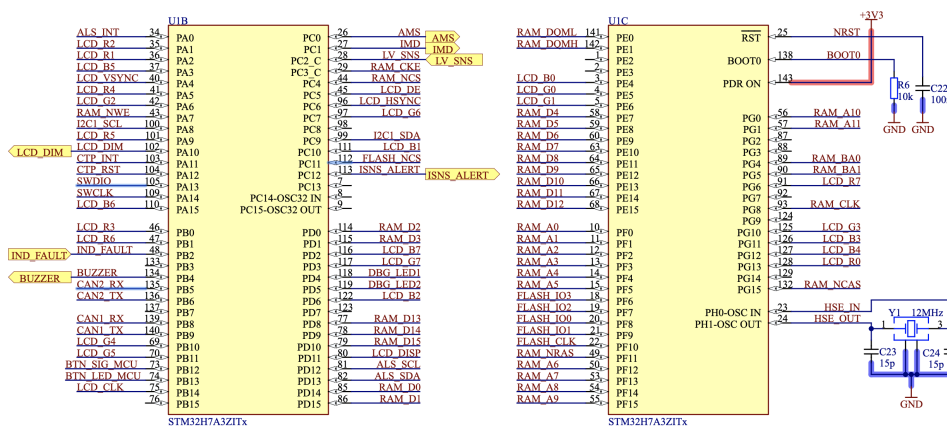 U1B
ALS_INT 34 PA0 PC0 26 AMS AMS
LCD_R2 35 PA1 PC1 27 IMD IMD
LCD_R1 36 PA2 PC2_C 28 LV_SNS LV_SNS
LCD_B5 37 PA3 PC3_C 29 RAM_CKE
LCD_VSYNC 40 PA4 PC4 44 RAM_NCS
LCD_R4 41 PA5 PC5 45 LCD_DE
LCD_G2 42 PA6 PC6 96 LCD_HSYNC
RAM_NWE 43 PA7 PC7 97 LCD_G6
I2C1_SCL 100 PA8 PC8 98
LCD_R5 101 PA9 PC9 99 I2C1_SDA
LCD_DIM LCD_DIM 102 PA10 PC10 111 LCD_B1
CTP_INT 103 PA11 PC11 112 FLASH_NCS
CTP_RST 104 PA12 PC12 113 ISNS_ALERT ISNS_ALERT
SWDIO 105 PA13 PC13 7
SWCLK 109 PA14 PC14-OSC32 IN 8
LCD_B6 110 PA15 PC15-OSC32 OUT 9
LCD_R3 46 PB0 PD0 114 RAM_D2
LCD_R6 47 PB1 PD1 115 RAM_D3
IND_FAULT IND_FAULT 48 PB2 PD2 116 LCD_B7
133 PB3 PD3 117 LCD_G7
BUZZER BUZZER 134 PB4 PD4 118 DBG_LED1
CAN2_RX 135 PB5 PD5 119 DBG_LED2
CAN2_TX 136 PB6 PD6 122 LCD_B2
137 PB7 PD7 123
CAN1_RX 139 PB8 PD8 77 RAM_D13
CAN1_TX 140 PB9 PD9 78 RAM_D14
LCD_G4 69 PB10 PD10 79 RAM_D15
LCD_G5 70 PB11 PD11 80 LCD_DISP
BTN_SIG_MCU 73 PB12 PD12 81 ALS_SCL
BTN_LED_MCU 74 PB13 PD13 82 ALS_SDA
LCD_CLK 75 PB14 PD14 85 RAM_D0
76 PB15 PD15 86 RAM_D1
STM32H7A3ZITx
U1C
+3V3
RAM_DQML 141 PE0 RST 25 NRST
RAM_DQMH 142 PE1
1 PE2 BOOT0 138 BOOT0
2 PE3
LCD_B0 3 PE4 PDR ON 143
LCD_G0 4 PE5
LCD_G1 5 PE6
RAM_D4 58 PE7 PG0 56 RAM_A10
RAM_D5 59 PE8 PG1 57 RAM_A11
RAM_D6 60 PE9 PG2 87
RAM_D7 63 PE10 PG3 88
RAM_D8 64 PE11 PG4 89 RAM_BA0
RAM_D9 65 PE12 PG5 90 RAM_BA1
RAM_D10 66 PE13 PG6 91 LCD_R7
RAM_D11 67 PE14 PG7 92
RAM_D12 68 PE15 PG8 93 RAM_CLK
PG9 124
RAM_A0 10 PF0 PG10 125 LCD_G3
RAM_A1 11 PF1 PG11 126 LCD_B3
RAM_A2 12 PF2 PG12 127 LCD_B4
RAM_A3 13 PF3 PG13 128 LCD_R0
RAM_A4 14 PF4 PG14 129
RAM_A5 15 PF5 PG15 132 RAM_NCAS
FLASH_IO3 18 PF6
FLASH_IO2 19 PF7 PH0-OSC IN 23 HSE_IN
FLASH_IO0 20 PF8 PH1-OSC OUT 24 HSE_OUT
FLASH_IO1 21 PF9
FLASH_CLK 22 PF10
RAM_NRAS 49 PF11
RAM_A6 50 PF12
RAM_A7 53 PF13
RAM_A8 54 PF14
RAM_A9 55 PF15
STM32H7A3ZITx
R6
10k
C22
GND
GND
Y1 12MHz
1
3
C23
15p
C24
15p
GND